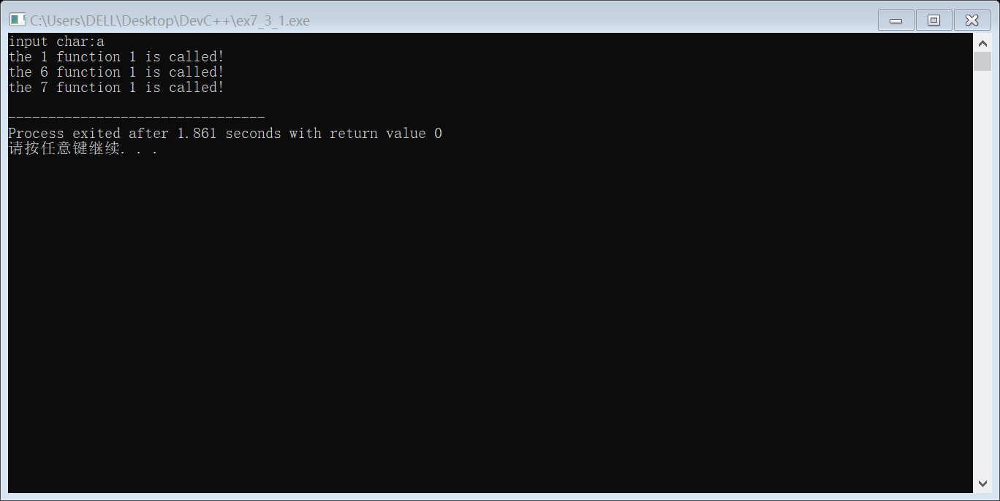 C:\Users\DELL\Desktop\DevC++\ex7_3_1.exe
input char:a
the 1 function 1 is called!
the 6 function 1 is called!
the 7 function 1 is called!
--------------------------------
Process exited after 1.861 seconds with return value 0
请按任意键继续. . .